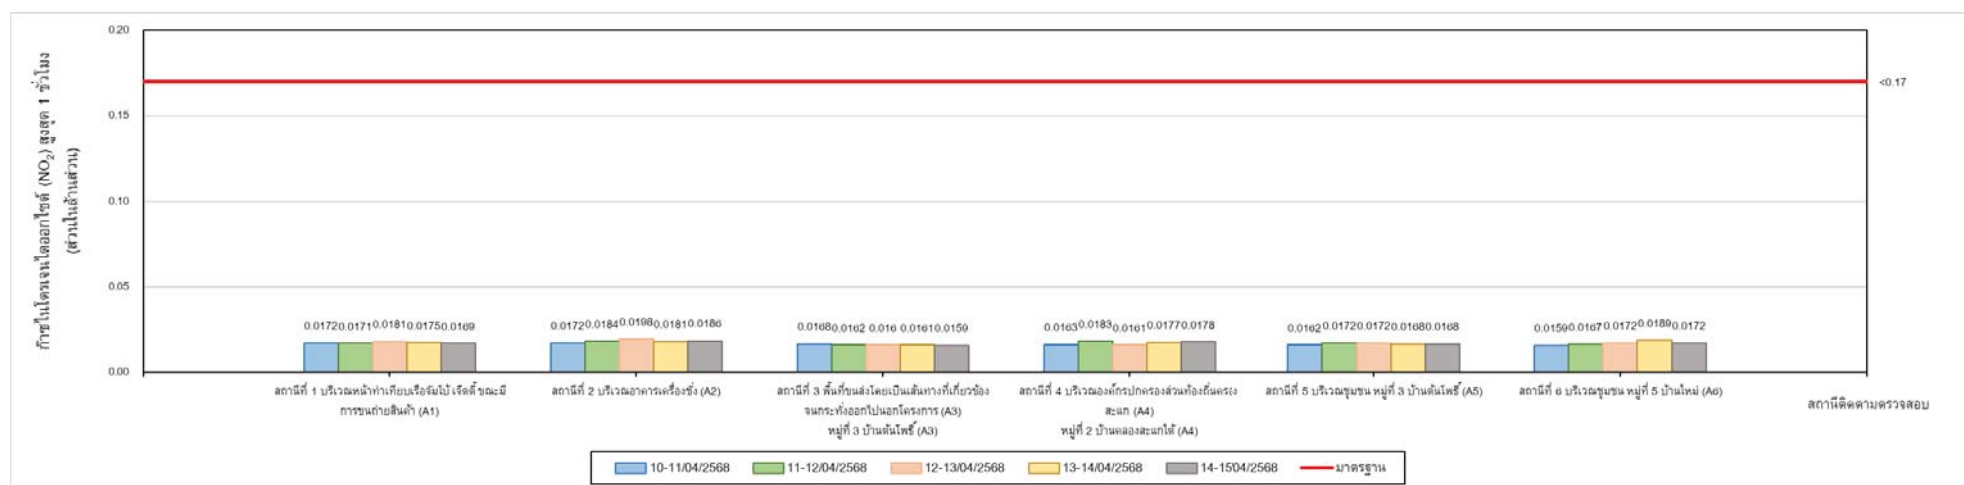 ก๊าซไนโตรเจนไดออกไซด์ (NO2) สูงสุด 1 ชั่วโมง
(ส่วนในล้านส่วน)
0.20
0.15
0.10
0.05
0.00
<0.17
0.0172 0.0171 0.0181 0.0175 0.0169
0.0172 0.0184 0.0198 0.0181 0.0186
0.0168 0.0162 0.016 0.0161 0.0159
0.0163 0.0183 0.0161 0.0177 0.0178
0.0162 0.0172 0.0172 0.0168 0.0168
0.0159 0.0167 0.0172 0.0189 0.0172
สถานีที่ 1 บริเวณหน้าท่าเทียบเรือจัมโบ้ เจ็ตตี้ ขณะมี
การขนถ่ายสินค้า (A1)
สถานีที่ 2 บริเวณอาคารเครื่องชั่ง (A2)
สถานีที่ 3 พื้นที่ขนส่งโดยเป็นเส้นทางที่เกี่ยวข้อง
จนกระทั่งออกไปนอกโครงการ (A3)
หมู่ที่ 3 บ้านต้นโพธิ์ (A3)
สถานีที่ 4 บริเวณองค์กรปกครองส่วนท้องถิ่นคลอง
สะแก (A4)
หมู่ที่ 2 บ้านคลองสะแกใต้ (A4)
สถานีที่ 5 บริเวณชุมชน หมู่ที่ 3 บ้านต้นโพธิ์ (A5)
สถานีที่ 6 บริเวณชุมชน หมู่ที่ 5 บ้านใหม่ (A6)
สถานีติดตามตรวจสอบ
10-11/04/2568 11-12/04/2568 12-13/04/2568 13-14/04/2568 14-15/04/2568 มาตรฐาน